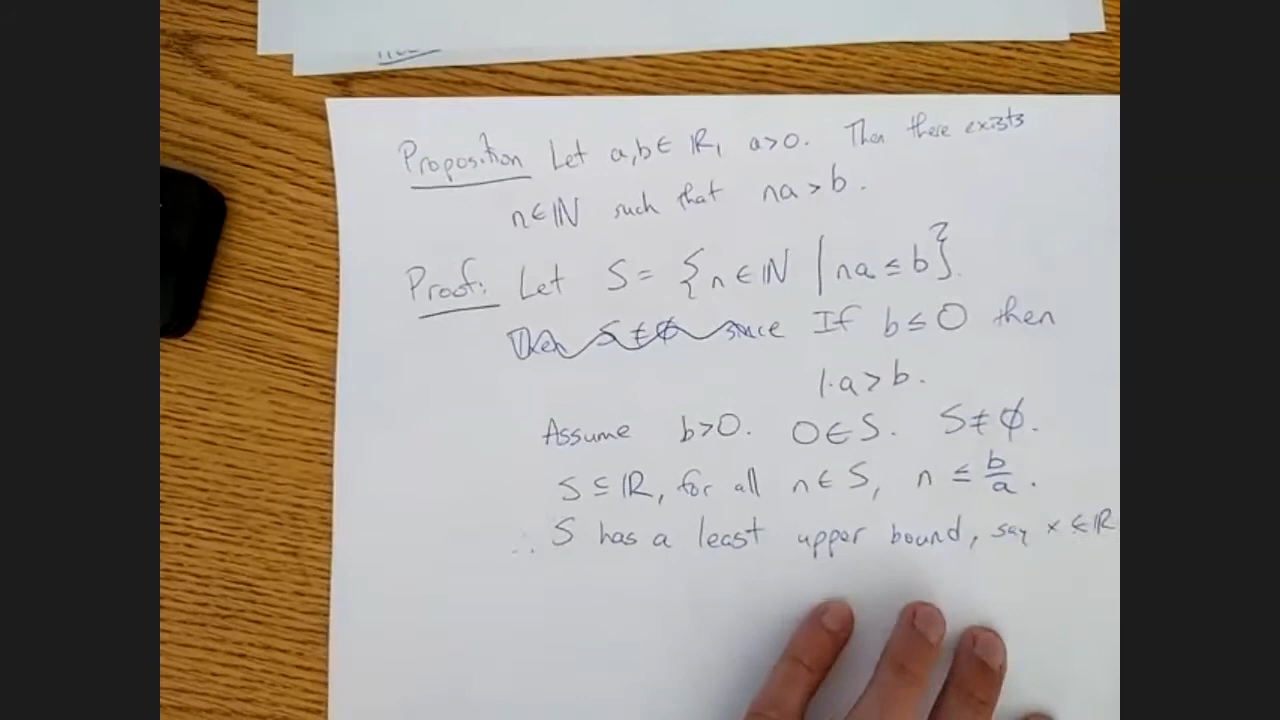 Proposition Let a,b ∈ ℝ, a>0. Then there exists
n ∈ ℕ such that na > b.
Proof: Let S = {n ∈ ℕ | na ≤ b}.
Then S ≠ ∅ since If b ≤ 0 then
1·a > b.
Assume b>0. 0 ∈ S. S ≠ ∅.
S ⊆ ℝ, for all n ∈ S, n ≤ b/a.
∴ S has a least upper bound, say x ∈ ℝ